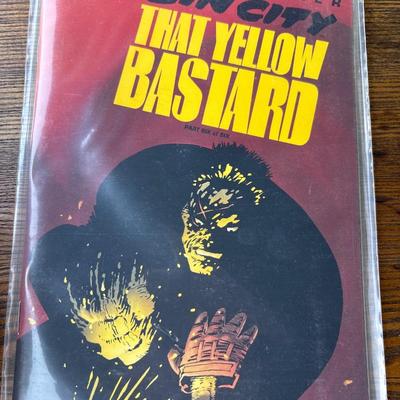 SIN CITY
THAT YELLOW
BASTARD
PART SIX of SIX